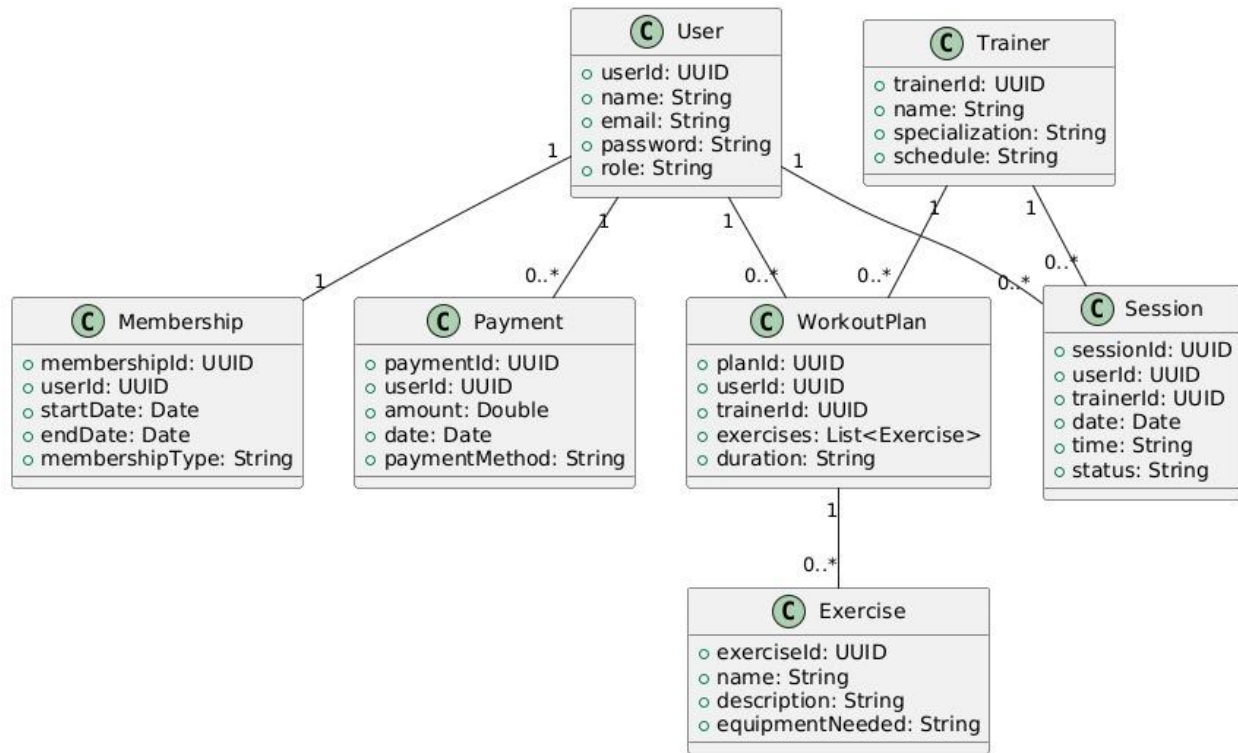 C User
userId: UUID
name: String
email: String
password: String
role: String
C Trainer
trainerId: UUID
name: String
specialization: String
schedule: String
1
1
1
1
1
1
1
0..*
0..*
0..*
0..*
0..*
C Membership
membershipId: UUID
userId: UUID
startDate: Date
endDate: Date
membershipType: String
C Payment
paymentId: UUID
userId: UUID
amount: Double
date: Date
paymentMethod: String
C WorkoutPlan
planId: UUID
userId: UUID
trainerId: UUID
exercises: List<Exercise>
duration: String
C Session
sessionId: UUID
userId: UUID
trainerId: UUID
date: Date
time: String
status: String
1
0..*
C Exercise
exerciseId: UUID
name: String
description: String
equipmentNeeded: String